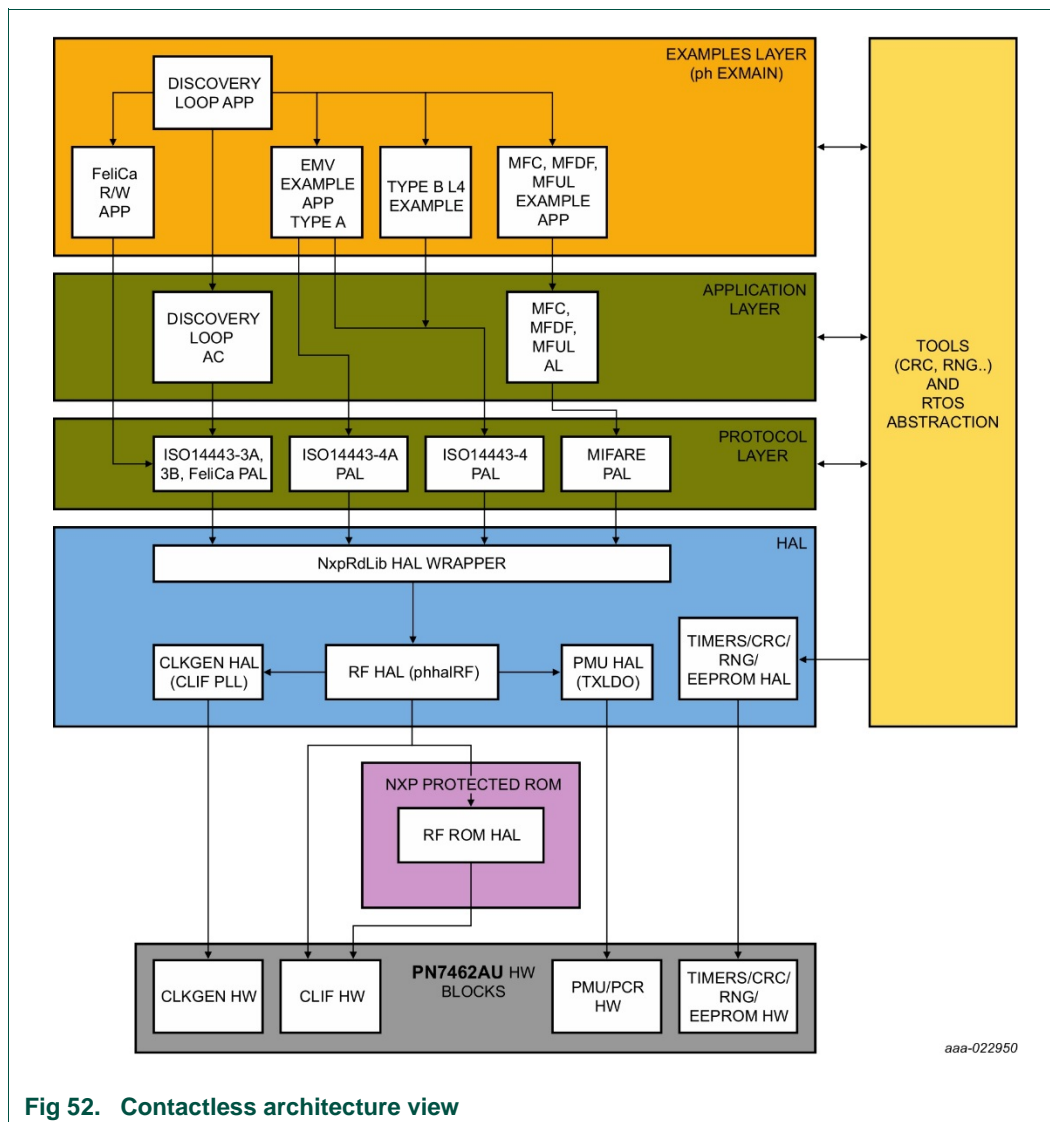 EXAMPLES LAYER
(ph EXMAIN)
DISCOVERY
LOOP APP
FeliCa
R/W
APP
EMV
EXAMPLE
APP
TYPE A
TYPE B L4
EXAMPLE
MFC, MFDF,
MFUL
EXAMPLE
APP
APPLICATION
LAYER
DISCOVERY
LOOP
AC
MFC,
MFDF,
MFUL
AL
TOOLS
(CRC, RNG..)
AND
RTOS
ABSTRACTION
PROTOCOL
LAYER
ISO14443-3A,
3B, FeliCa PAL
ISO14443-4A
PAL
ISO14443-4
PAL
MIFARE
PAL
HAL
NxpRdLib HAL WRAPPER
CLKGEN HAL
(CLIF PLL)
RF HAL (phhalRF)
PMU HAL
(TXLDO)
TIMERS/CRC/
RNG/
EEPROM HAL
NXP PROTECTED ROM
RF ROM HAL
PN7462AU HW
BLOCKS
CLKGEN HW
CLIF HW
PMU/PCR
HW
TIMERS/CRC/
RNG/
EEPROM HW
aaa-022950
Fig 52. Contactless architecture view